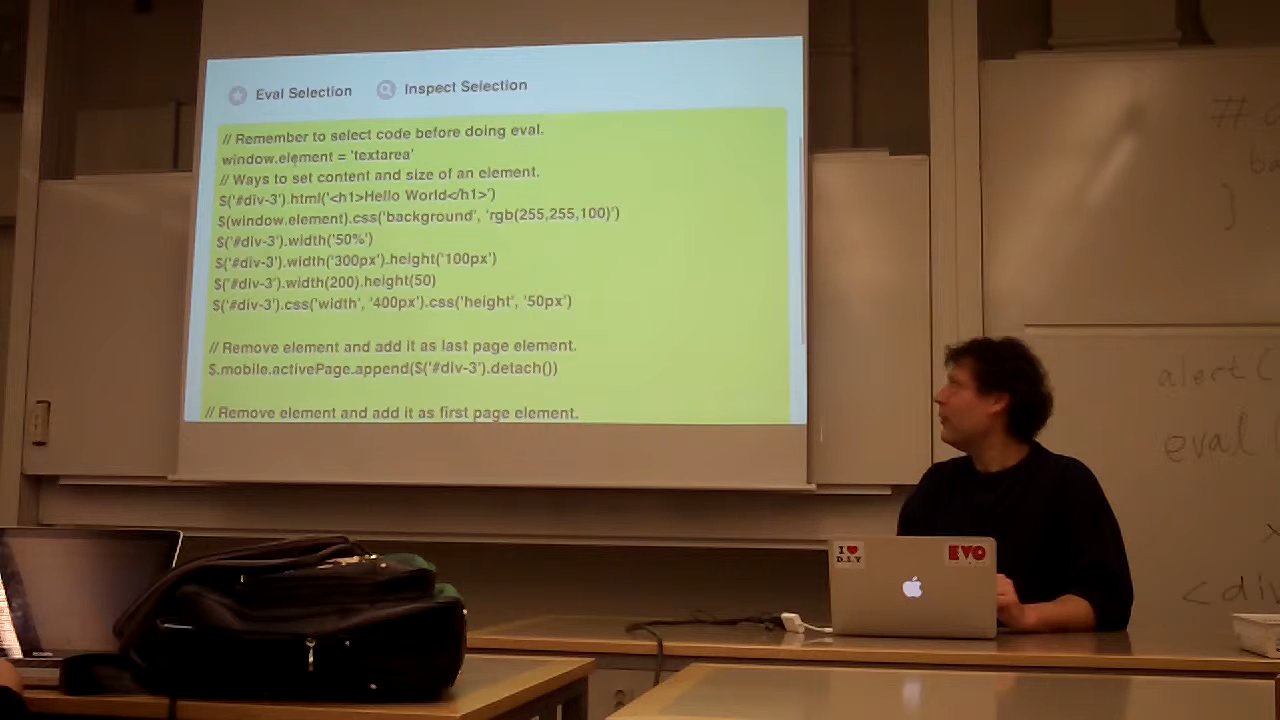 Eval Selection Inspect Selection
// Remember to select code before doing eval.
window.element = 'textarea'
// Ways to set content and size of an element.
$('#div-3').html('<h1>Hello World</h1>')
$(window.element).css('background', 'rgb(255,255,100)')
$('#div-3').width('50%')
$('#div-3').width('300px').height('100px')
$('#div-3').width(200).height(50)
$('#div-3').css('width', '400px').css('height', '50px')
// Remove element and add it as last page element.
$.mobile.activePage.append($('#div-3').detach())
// Remove element and add it as first page element.
I ♥
D.I.Y
EVO
#
}
alert(
eval
<div